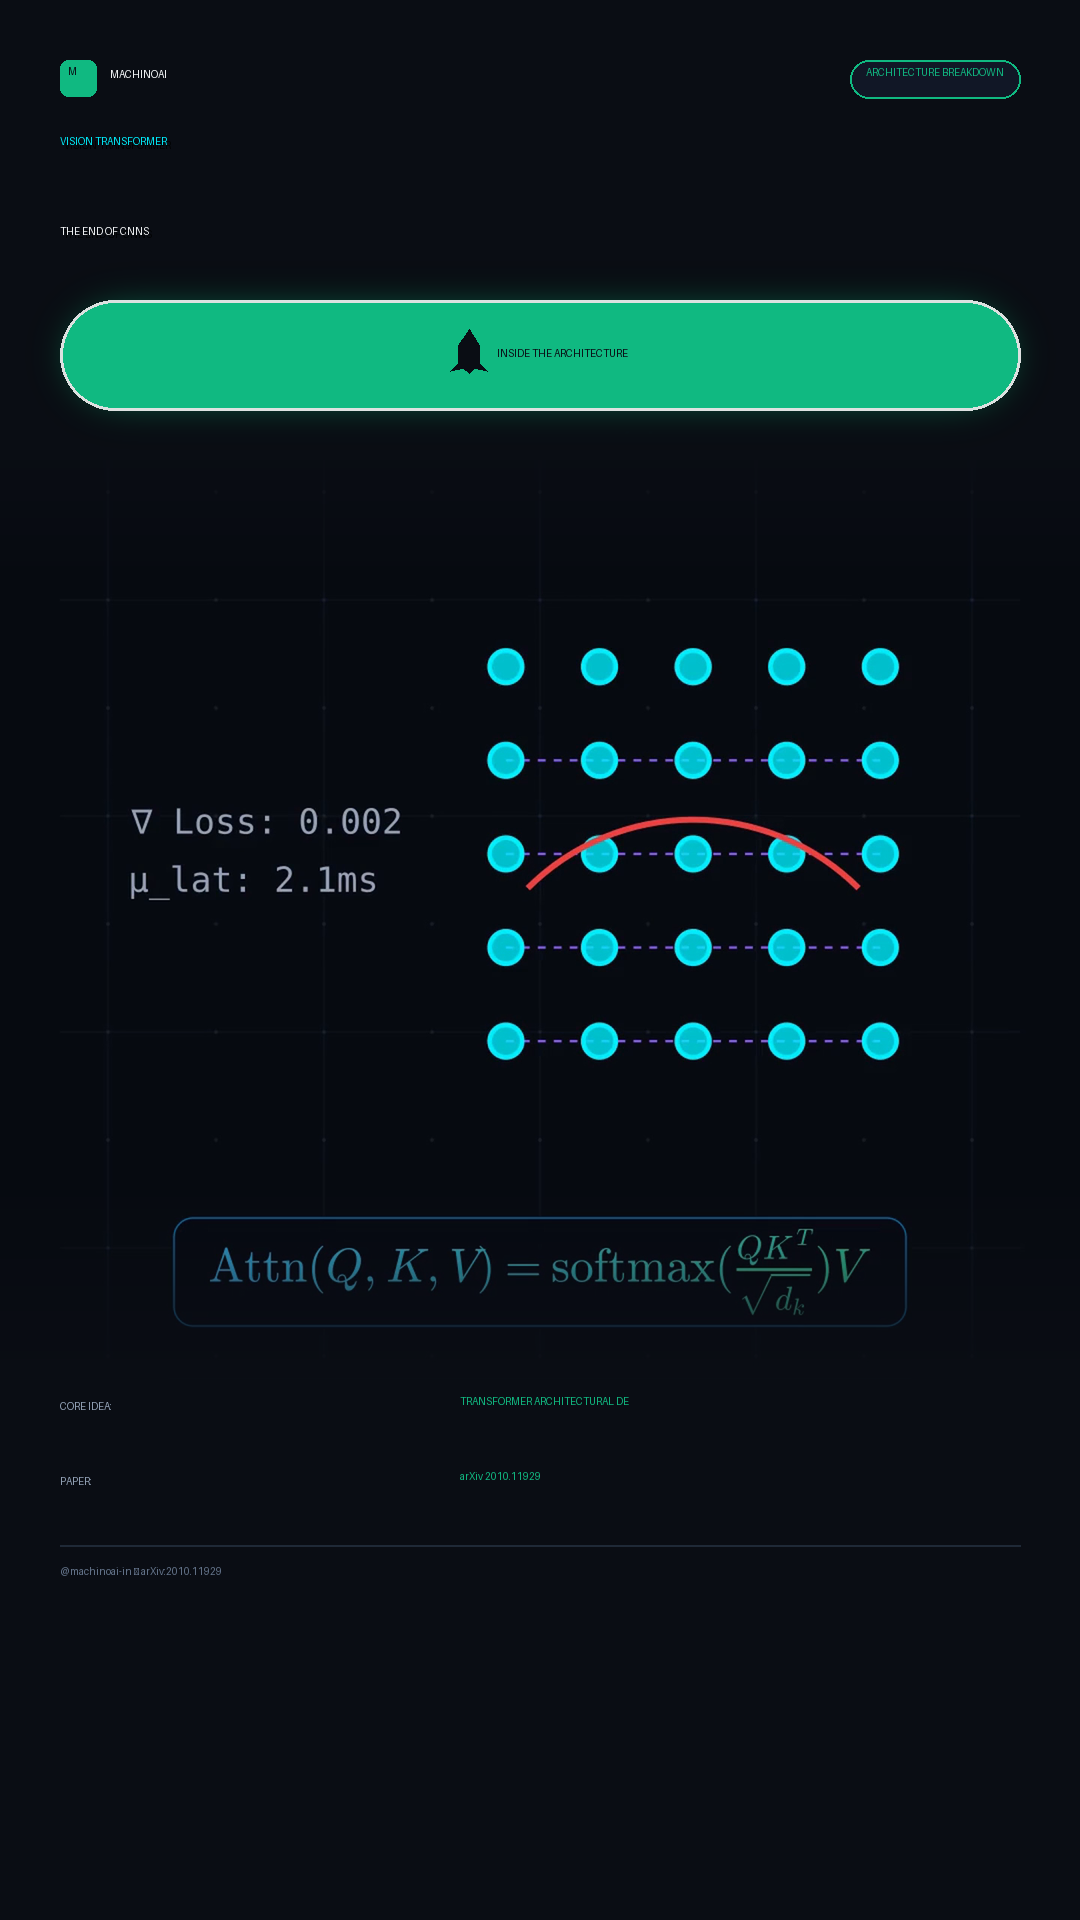 M
MACHINOAI
ARCHITECTURE BREAKDOWN
VISION TRANSFORMER
THE END OF CNNS
INSIDE THE ARCHITECTURE
∇ Loss: 0.002
μ_lat: 2.1ms
Attn(Q, K, V) = softmax(QK^T/√d_k)V
CORE IDEA:
TRANSFORMER ARCHITECTURAL DE
PAPER:
arXiv 2010.11929
@machinoai-in arXiv:2010.11929